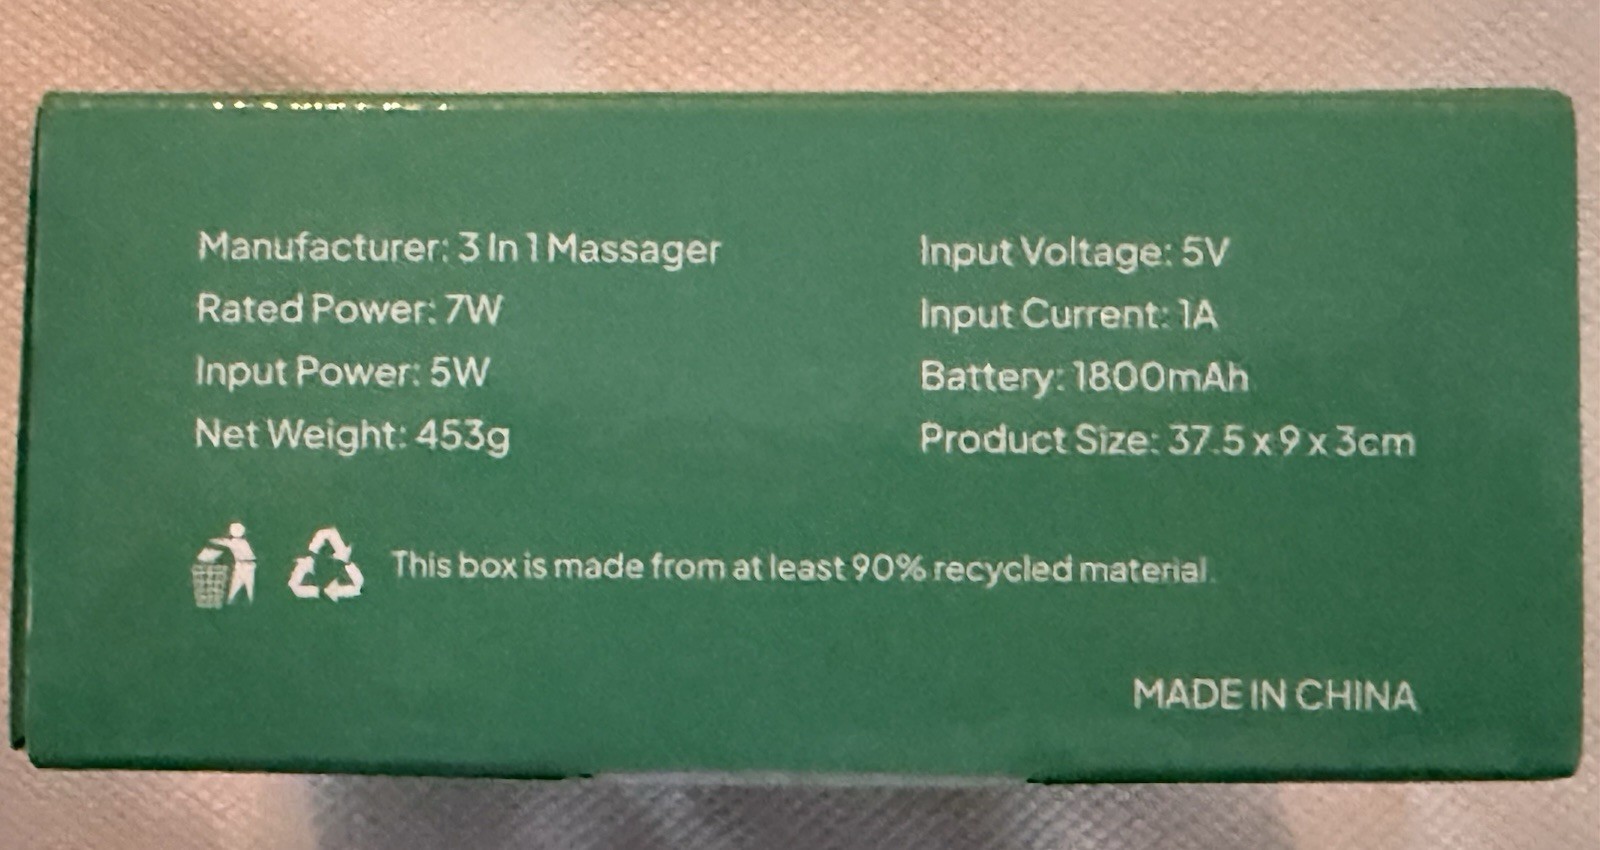 Manufacturer: 3 In 1 Massager
Rated Power: 7W
Input Power: 5W
Net Weight: 453g
Input Voltage: 5V
Input Current: 1A
Battery: 1800mAh
Product Size: 37.5 x 9 x 3cm
This box is made from at least 90% recycled material.
MADE IN CHINA